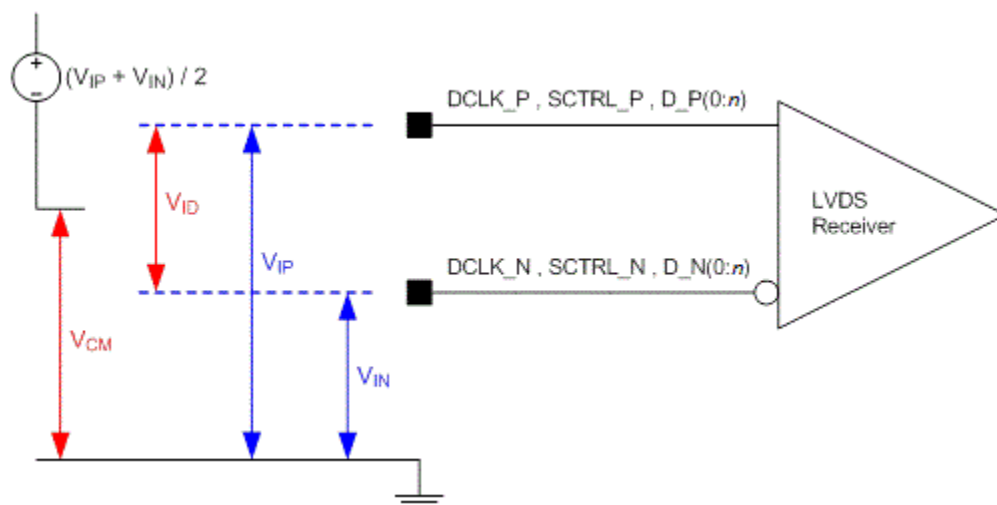 +
(VIP + VIN) / 2
−
DCLK_P , SCTRL_P , D_P(0:n)
VID
LVDS
Receiver
VIP
DCLK_N , SCTRL_N , D_N(0:n)
VCM
VIN